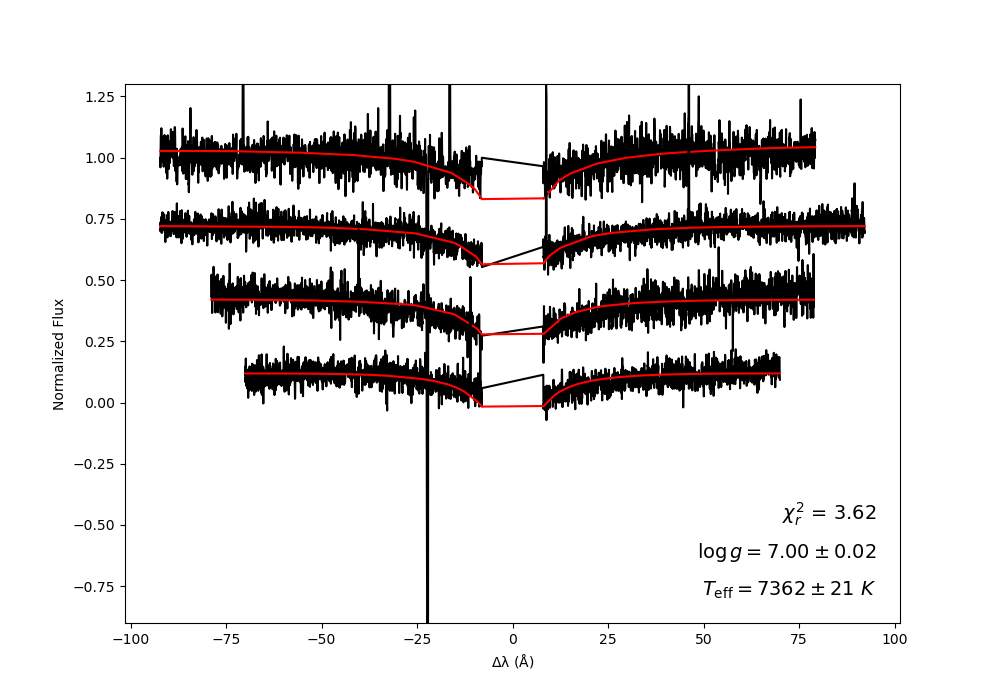 1.25
1.00
0.75
0.50
0.25
0.00
−0.25
−0.50
−0.75
Normalized Flux
χ²ᵣ = 3.62
log g = 7.00 ± 0.02
T_eff = 7362 ± 21 K
−100 −75 −50 −25 0 25 50 75 100
Δλ (Å)